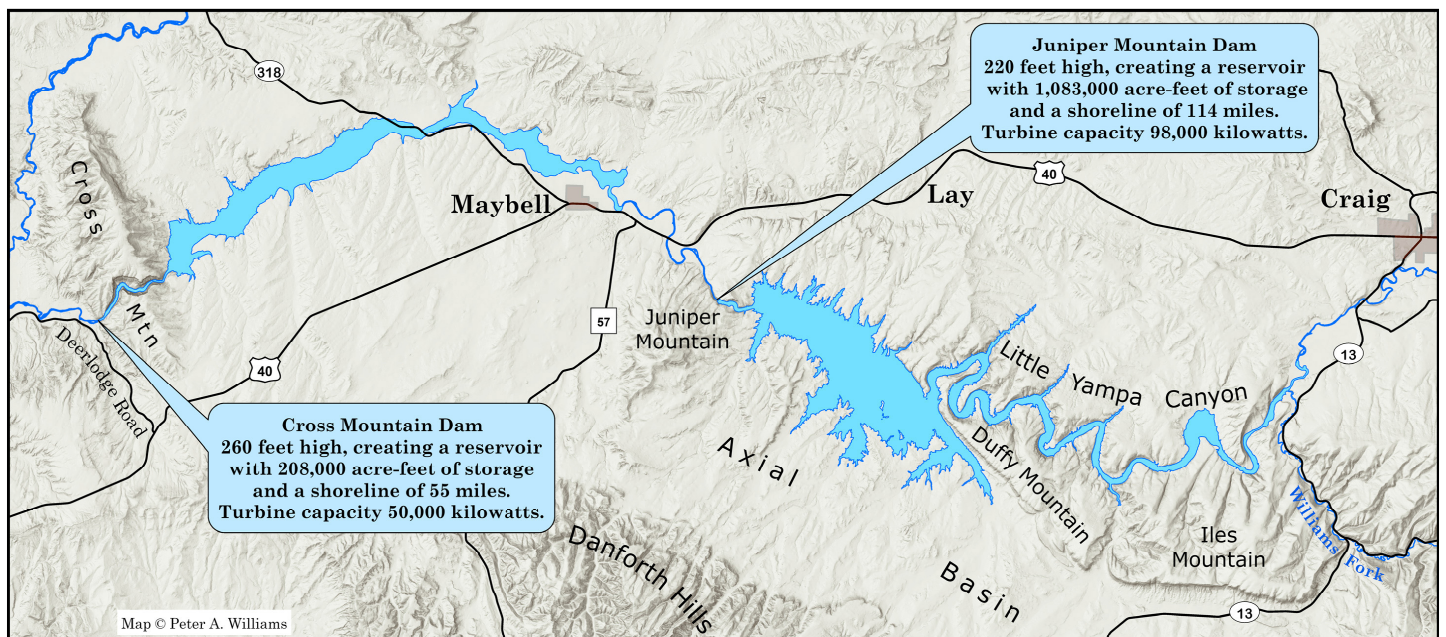 Juniper Mountain Dam
220 feet high, creating a reservoir
with 1,083,000 acre-feet of storage
and a shoreline of 114 miles.
Turbine capacity 98,000 kilowatts.
318
Cross
Mtn
Maybell
Lay
40
Craig
57
Juniper
Mountain
Deerlodge Road
40
13
Little Yampa Canyon
Cross Mountain Dam
260 feet high, creating a reservoir
with 208,000 acre-feet of storage
and a shoreline of 55 miles.
Turbine capacity 50,000 kilowatts.
Axial
Basin
Duffy Mountain
Iles
Mountain
Williams Fork
Danforth Hills
13
Map © Peter A. Williams